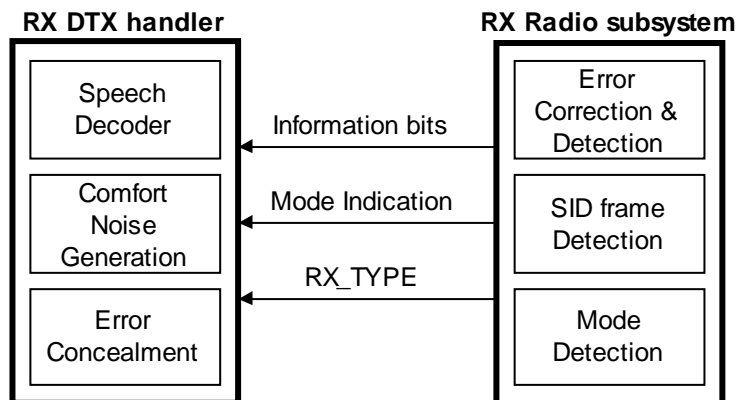 RX DTX handler
RX Radio subsystem
Speech
Decoder
Comfort
Noise
Generation
Error
Concealment
Information bits
Mode Indication
RX_TYPE
Error
Correction &
Detection
SID frame
Detection
Mode
Detection